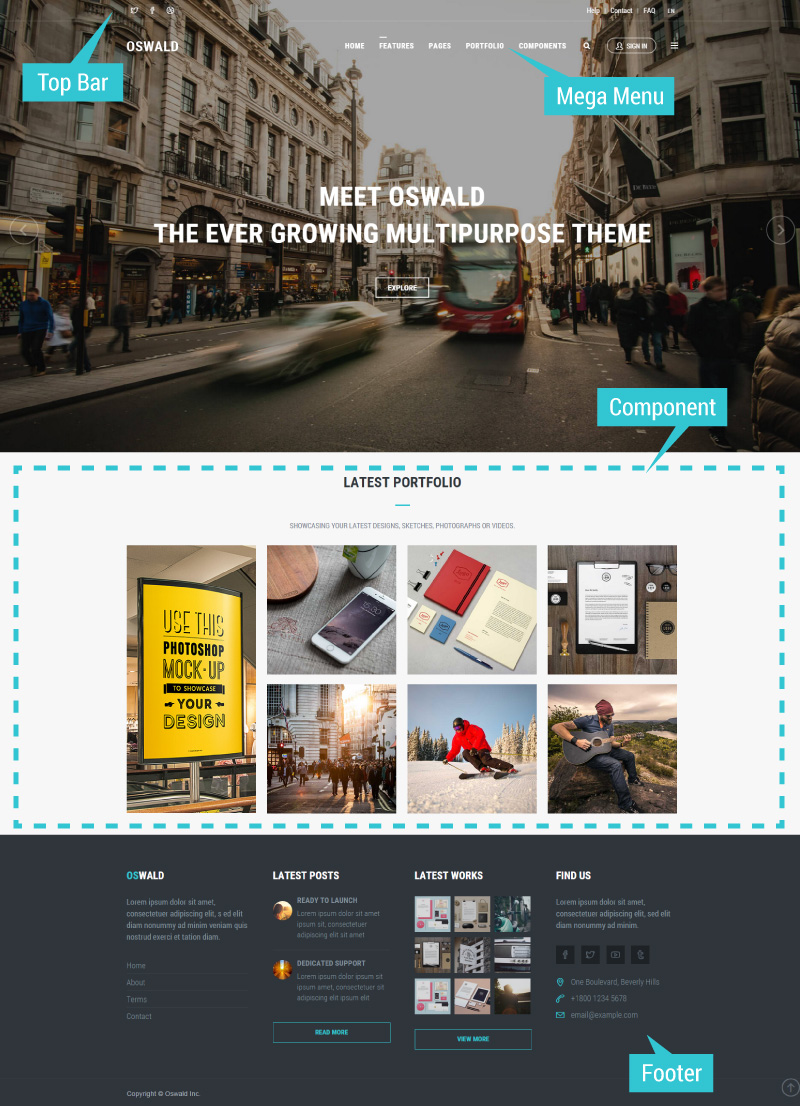 Help | Contact | FAQ EN
OSWALD
HOME FEATURES PAGES PORTFOLIO COMPONENTS SIGN IN
Top Bar
Mega Menu
MEET OSWALD
THE EVER GROWING MULTIPURPOSE THEME
EXPLORE
Component
LATEST PORTFOLIO
SHOWCASING YOUR LATEST DESIGNS, SKETCHES, PHOTOGRAPHS OR VIDEOS.
USE THIS
PHOTOSHOP
MOCK-UP
TO SHOWCASE
YOUR
DESIGN
OSWALD
Lorem ipsum dolor sit amet,
consectetuer adipiscing elit, s ed elit
diam nonummy ad minim veniam quis
nostrud exerci et tation diam.
Home
About
Terms
Contact
LATEST POSTS
READY TO LAUNCH
Lorem ipsum dolor sit amet
ipsum sit, consectetuer
adipiscing elit sit amet
DEDICATED SUPPORT
Lorem ipsum dolor ipsum sit
ipsum amet, consectetuer sit
adipiscing elit ipsum elit
READ MORE
LATEST WORKS
VIEW MORE
FIND US
Lorem ipsum dolor sit amet,
consectetuer adipiscing elit, sed elit
diam nonummy ad minim.
One Boulevard, Beverly Hills
+1800 1234 5678
email@example.com
Footer
Copyright © Oswald Inc.